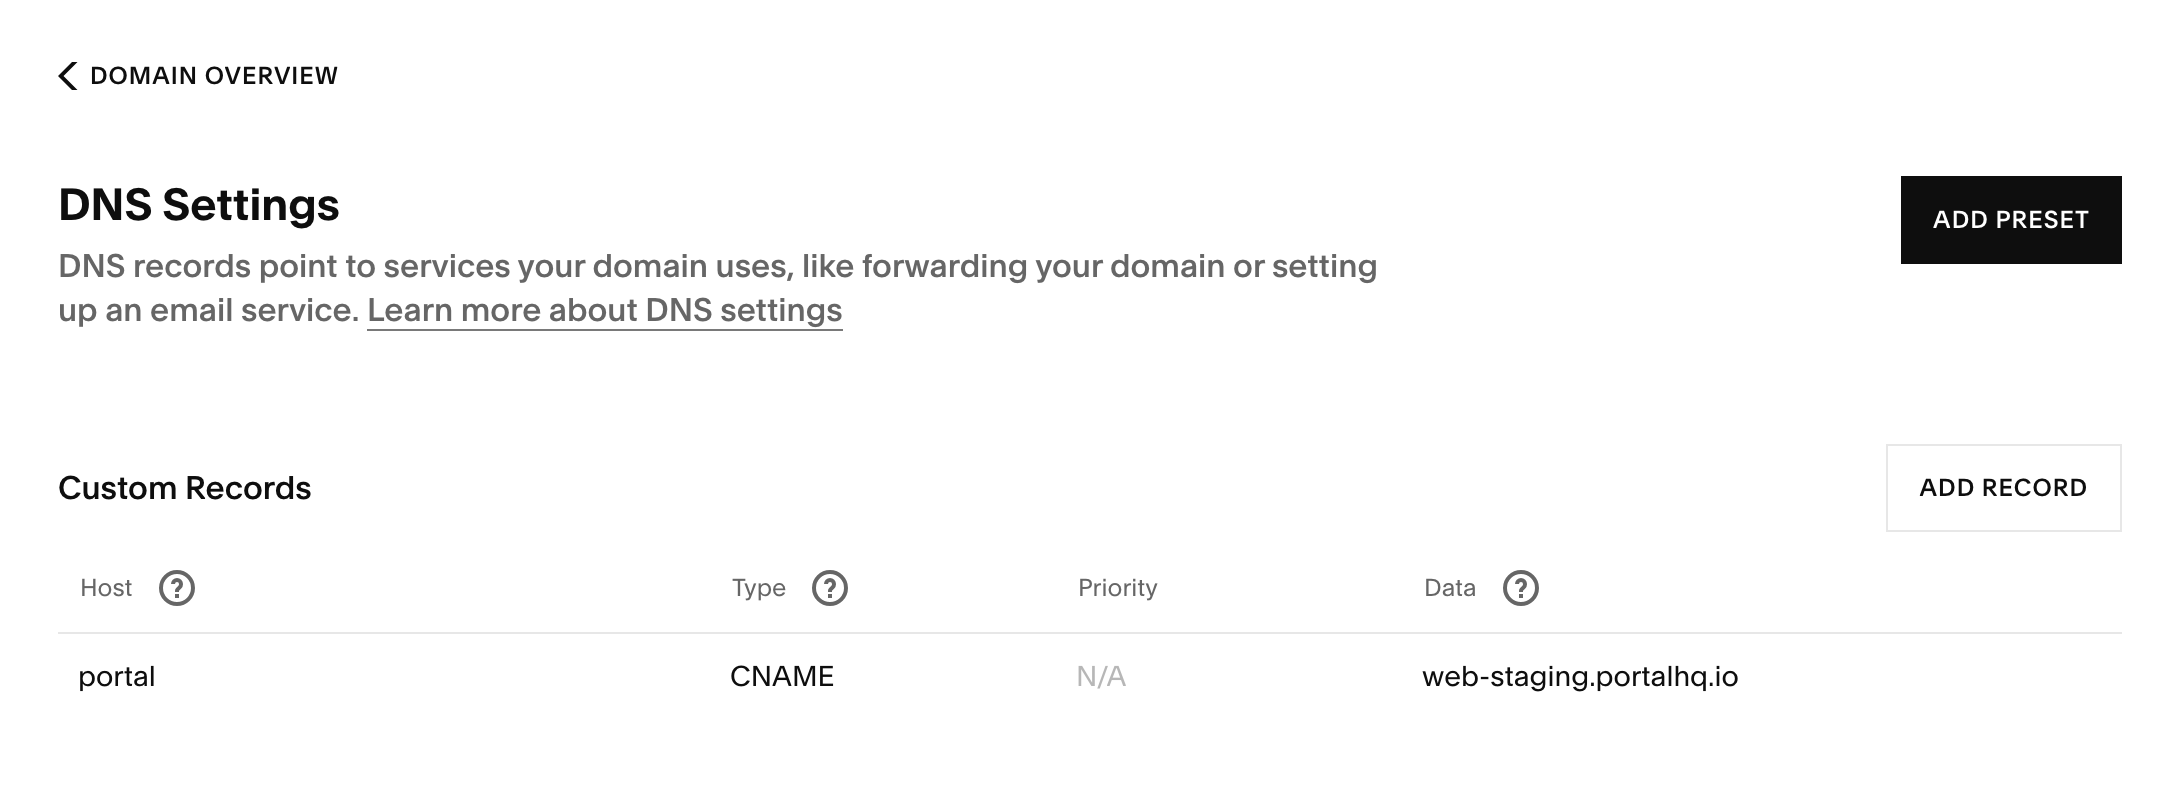 DOMAIN OVERVIEW
DNS Settings
ADD PRESET
DNS records point to services your domain uses, like forwarding your domain or setting
up an email service. Learn more about DNS settings
Custom Records
ADD RECORD
Host ? Type ? Priority Data ?
portal CNAME N/A web-staging.portalhq.io